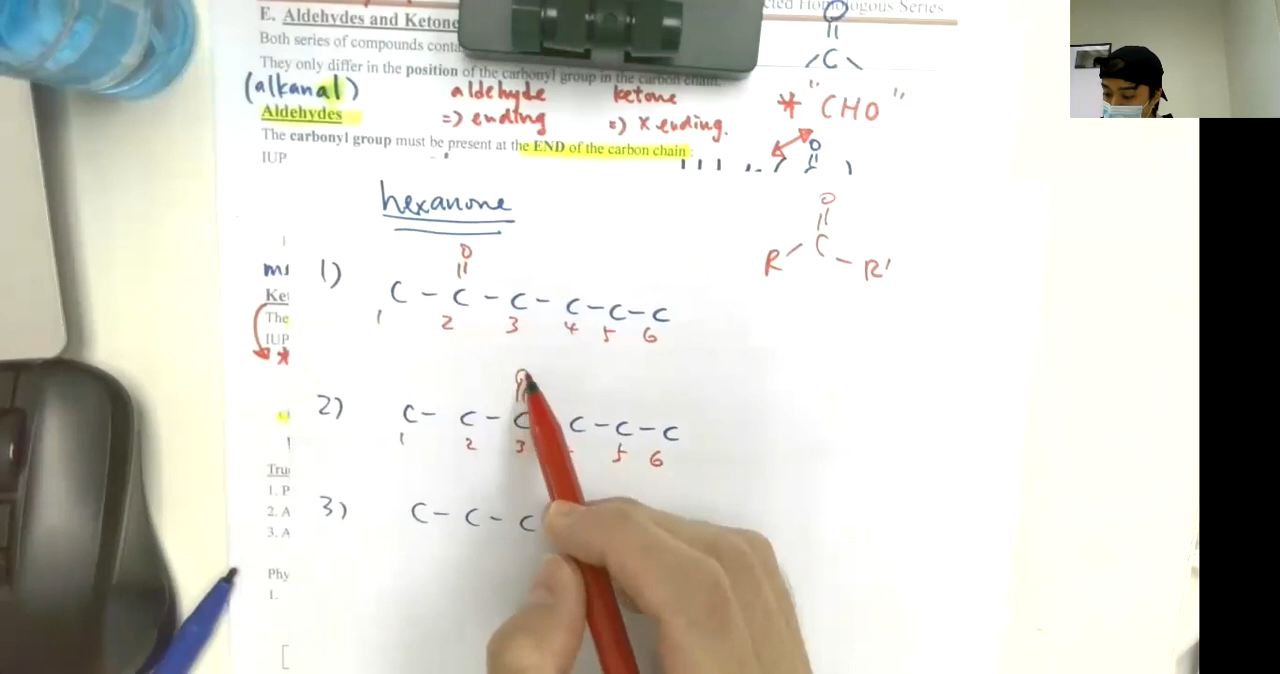 E. Aldehydes and Ketone
cted Homologous Series
Both series of compounds conta
They only differ in the position of the carbonyl group in the carbon chain.
O
C
(alkanal)
aldehyde
ketone
* "CHO"
Aldehydes
=) ending
=) x ending.
The carbonyl group must be present at the END of the carbon chain :
O
IUP
hexanone
O
C
R R'
1)
O
C - C - C - C - C - C
1 2 3 4 5 6
Ket
The
IUP
*
2)
C - C - C C - C - C
1 2 3 5 6
Tru
1. P
2. A
3. A
3)
C - C - C
Phy
1.
[